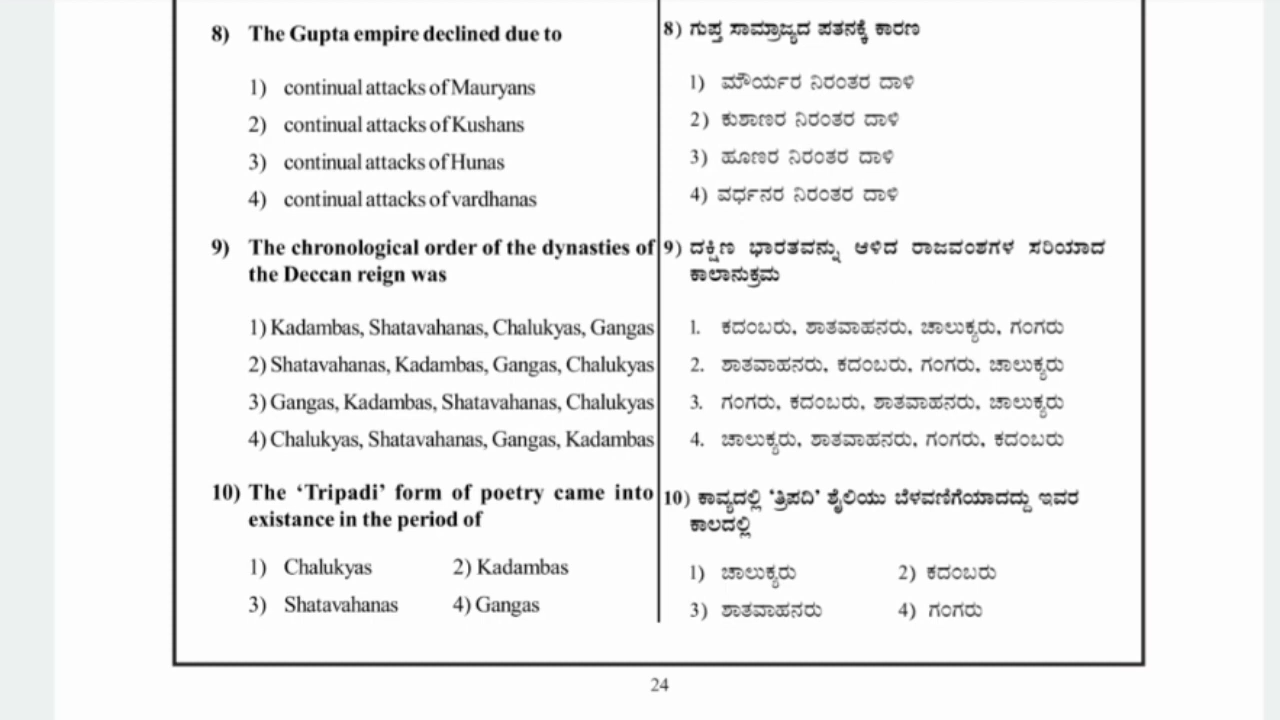 8) The Gupta empire declined due to
1) continual attacks of Mauryans
2) continual attacks of Kushans
3) continual attacks of Hunas
4) continual attacks of vardhanas
9) The chronological order of the dynasties of
the Deccan reign was
1) Kadambas, Shatavahanas, Chalukyas, Gangas
2) Shatavahanas, Kadambas, Gangas, Chalukyas
3) Gangas, Kadambas, Shatavahanas, Chalukyas
4) Chalukyas, Shatavahanas, Gangas, Kadambas
10) The ‘Tripadi’ form of poetry came into
existance in the period of
1) Chalukyas 2) Kadambas
3) Shatavahanas 4) Gangas
8) ಗುಪ್ತ ಸಾಮ್ರಾಜ್ಯದ ಪತನಕ್ಕೆ ಕಾರಣ
1) ಮೌರ್ಯರ ನಿರಂತರ ದಾಳಿ
2) ಕುಶಾಣರ ನಿರಂತರ ದಾಳಿ
3) ಹೂಣರ ನಿರಂತರ ದಾಳಿ
4) ವರ್ಧನರ ನಿರಂತರ ದಾಳಿ
9) ದಕ್ಷಿಣ ಭಾರತವನ್ನು ಆಳಿದ ರಾಜವಂಶಗಳ ಸರಿಯಾದ
ಕಾಲಾನುಕ್ರಮ
1. ಕದಂಬರು, ಶಾತವಾಹನರು, ಚಾಲುಕ್ಯರು, ಗಂಗರು
2. ಶಾತವಾಹನರು, ಕದಂಬರು, ಗಂಗರು, ಚಾಲುಕ್ಯರು
3. ಗಂಗರು, ಕದಂಬರು, ಶಾತವಾಹನರು, ಚಾಲುಕ್ಯರು
4. ಚಾಲುಕ್ಯರು, ಶಾತವಾಹನರು, ಗಂಗರು, ಕದಂಬರು
10) ಕಾವ್ಯದಲ್ಲಿ ‘ತ್ರಿಪದಿ’ ಶೈಲಿಯು ಬೆಳವಣಿಗೆಯಾದದ್ದು ಇವರ
ಕಾಲದಲ್ಲಿ
1) ಚಾಲುಕ್ಯರು 2) ಕದಂಬರು
3) ಶಾತವಾಹನರು 4) ಗಂಗರು
24